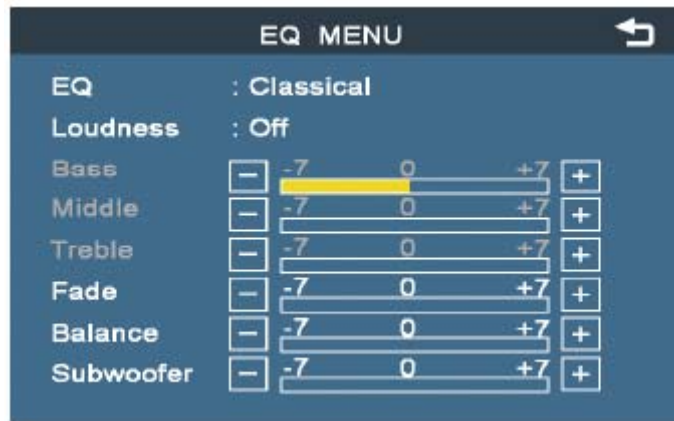 EQ MENU
EQ : Classical
Loudness : Off
Bass - -7 0 +7 +
Middle - -7 0 +7 +
Treble - -7 0 +7 +
Fade - -7 0 +7 +
Balance - -7 0 +7 +
Subwoofer - -7 0 +7 +